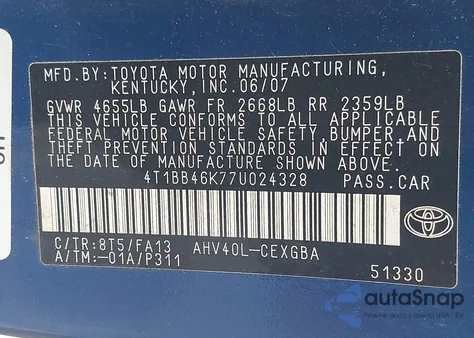 MFD.BY:TOYOTA MOTOR MANUFACTURING,
KENTUCKY,INC.06/07
GVWR 4655LB GAWR FR 2668LB RR 2359LB
THIS VEHICLE CONFORMS TO ALL APPLICABLE
FEDERAL MOTOR VEHICLE SAFETY,BUMPER AND
THEFT PREVENTION STANDARDS IN EFFECT ON
THE DATE OF MANUFACTURE SHOWN ABOVE.
4T1BB46K77U024328 PASS.CAR
C/TR:8T5/FA13 AHV40L-CEXGBA
A/TM:-01A/P311
51330
autoSnap